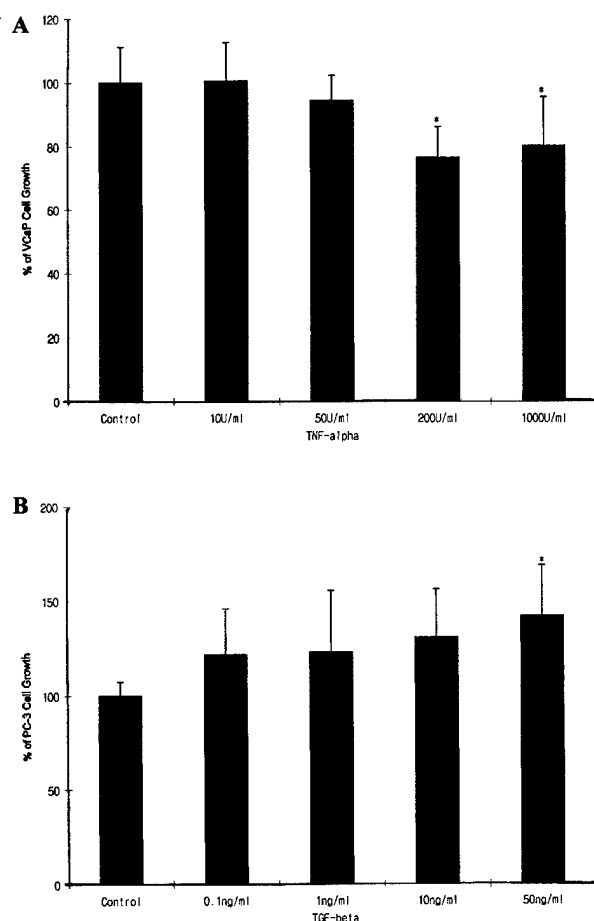 A
120
100
80
60
40
20
0
% of VCaP Cell Growth
*
*
Control 10U/ml 50U/ml 200U/ml 1000U/ml
TNF-alpha
B
200
150
100
50
0
% of PC-3 Cell Growth
*
Control 0.1ng/ml 1ng/ml 10ng/ml 50ng/ml
TGF-beta